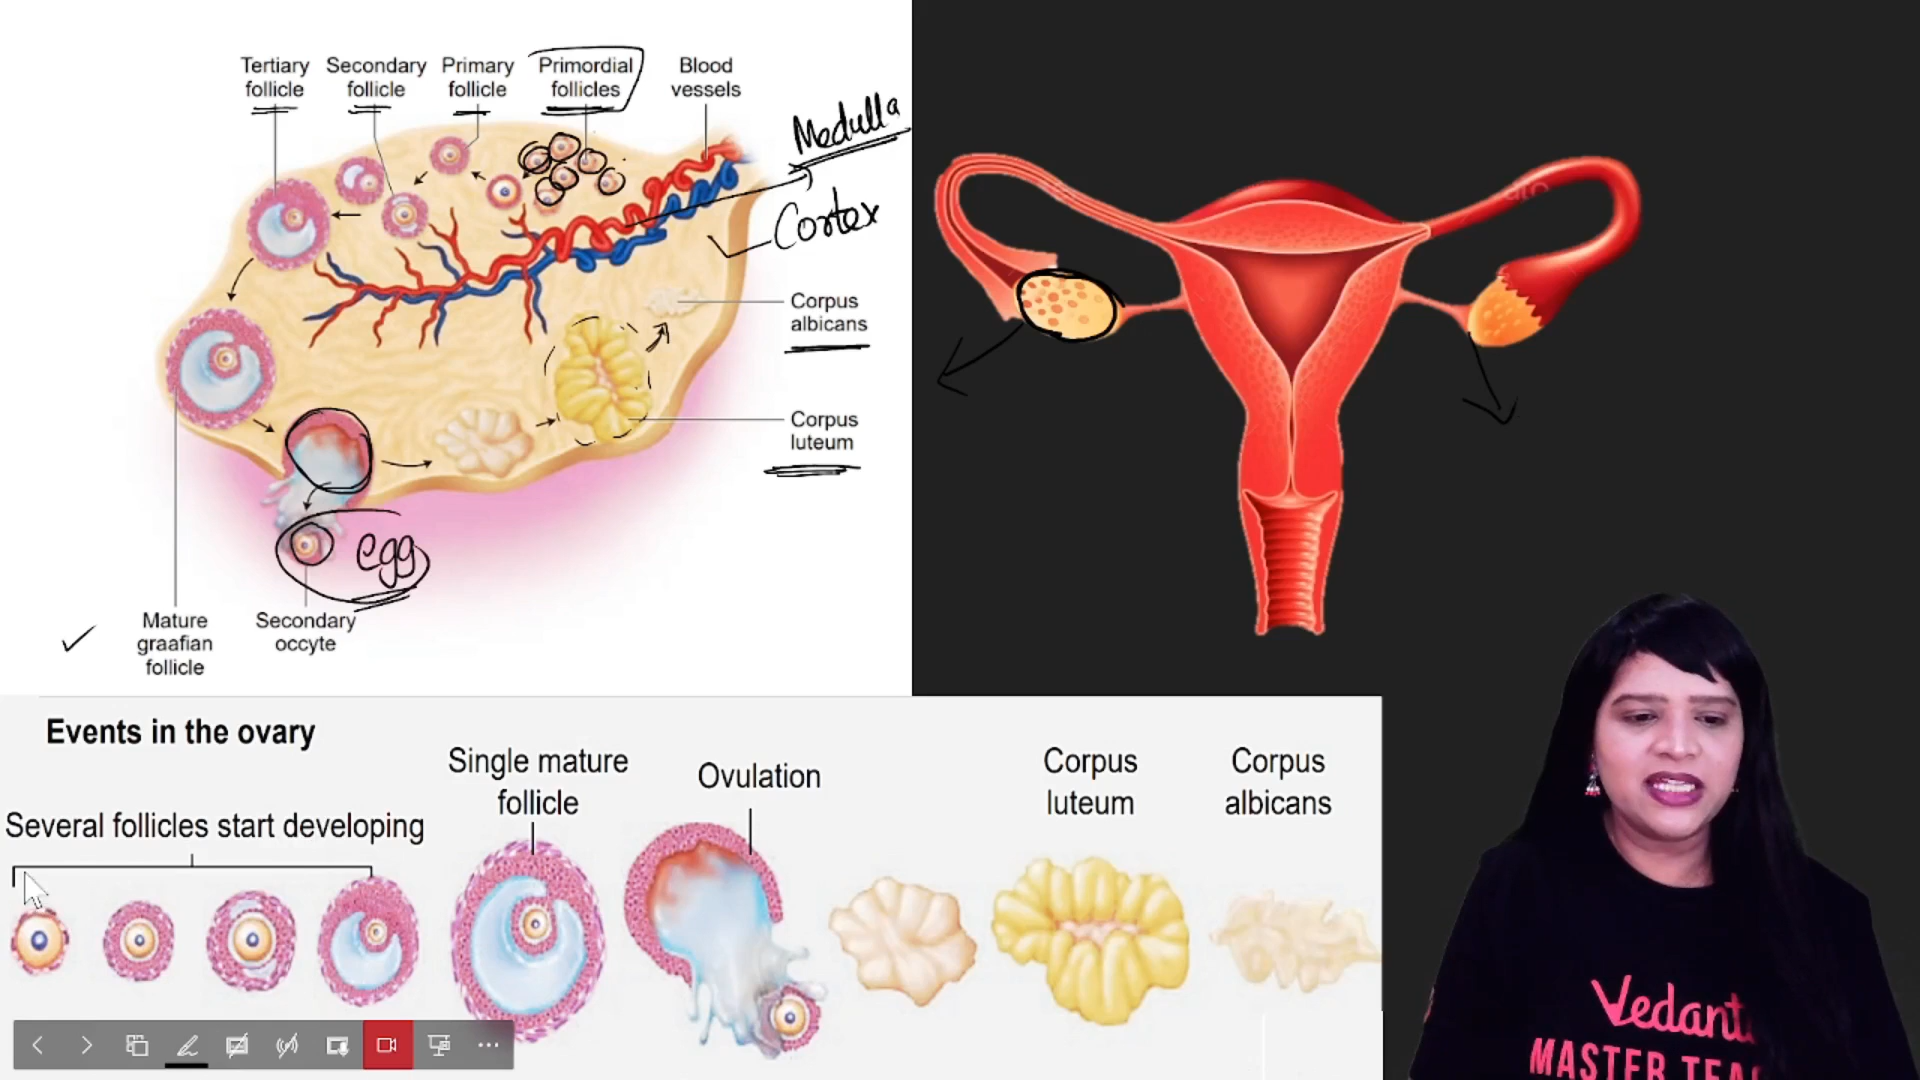 Tertiary
follicle
Secondary
follicle
Primary
follicle
Primordial
follicles
Blood
vessels
Medulla
Cortex
Corpus
albicans
Corpus
luteum
egg
Mature
graafian
follicle
Secondary
occyte
Events in the ovary
Several follicles start developing
Single mature
follicle
Ovulation
Corpus
luteum
Corpus
albicans
Vedant
MASTER TEA